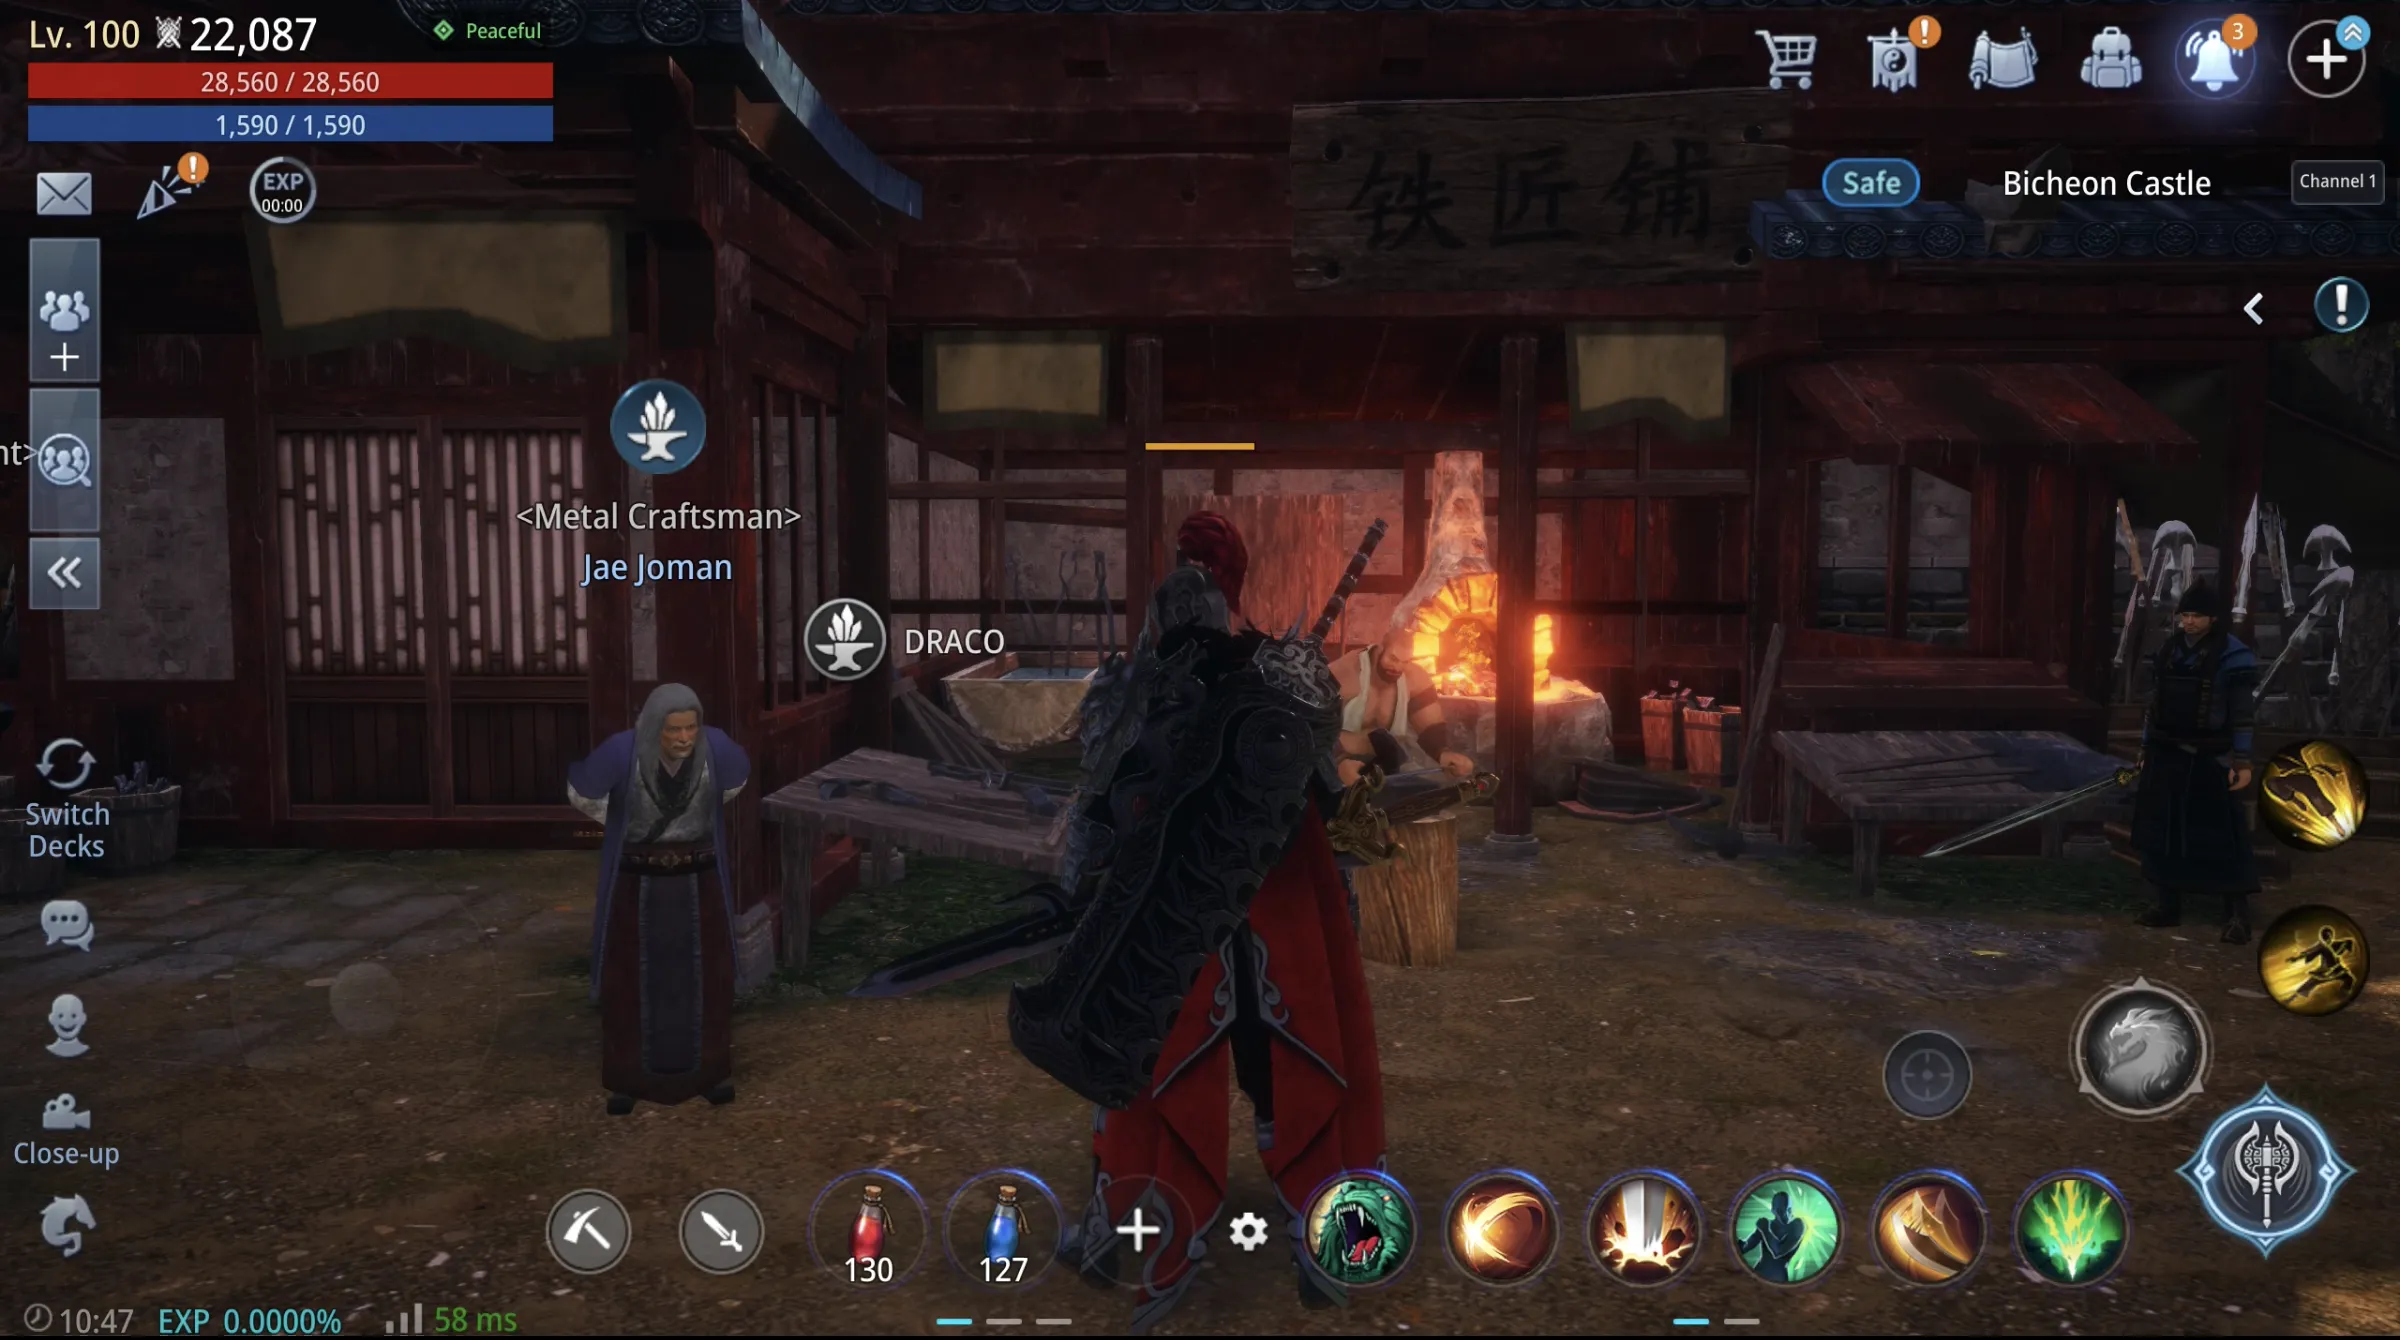 Lv. 100 22,087
Peaceful
28,560 / 28,560
1,590 / 1,590
EXP
00:00
3
铁匠铺
Safe
Bicheon Castle
Channel 1
nt>
<Metal Craftsman>
Jae Joman
DRACO
Switch
Decks
Close-up
130
127
10:47
EXP 0.0000%
58 ms